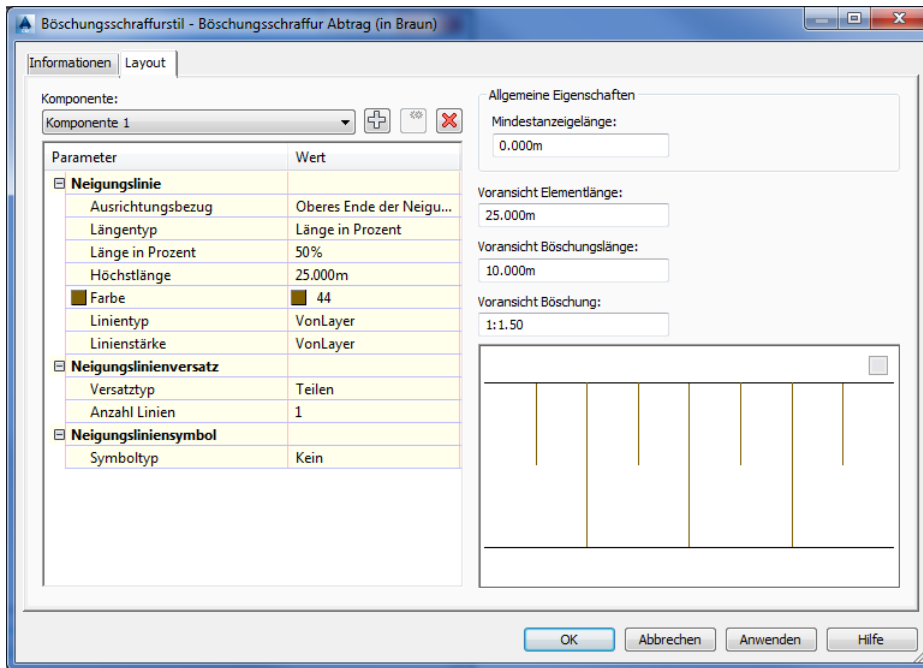 Böschungsschraffurstil - Böschungsschraffur Abtrag (in Braun)
Informationen Layout
Komponente:
Komponente 1
Parameter Wert
Neigungslinie
Ausrichtungsbezug Oberes Ende der Neigu...
Längentyp Länge in Prozent
Länge in Prozent 50%
Höchstlänge 25.000m
Farbe 44
Linientyp VonLayer
Linienstärke VonLayer
Neigungslinienversatz
Versatztyp Teilen
Anzahl Linien 1
Neigungsliniensymbol
Symboltyp Kein
Allgemeine Eigenschaften
Mindestanzeigelänge:
0.000m
Voransicht Elementlänge:
25.000m
Voransicht Böschungslänge:
10.000m
Voransicht Böschung:
1:1.50
OK Abbrechen Anwenden Hilfe